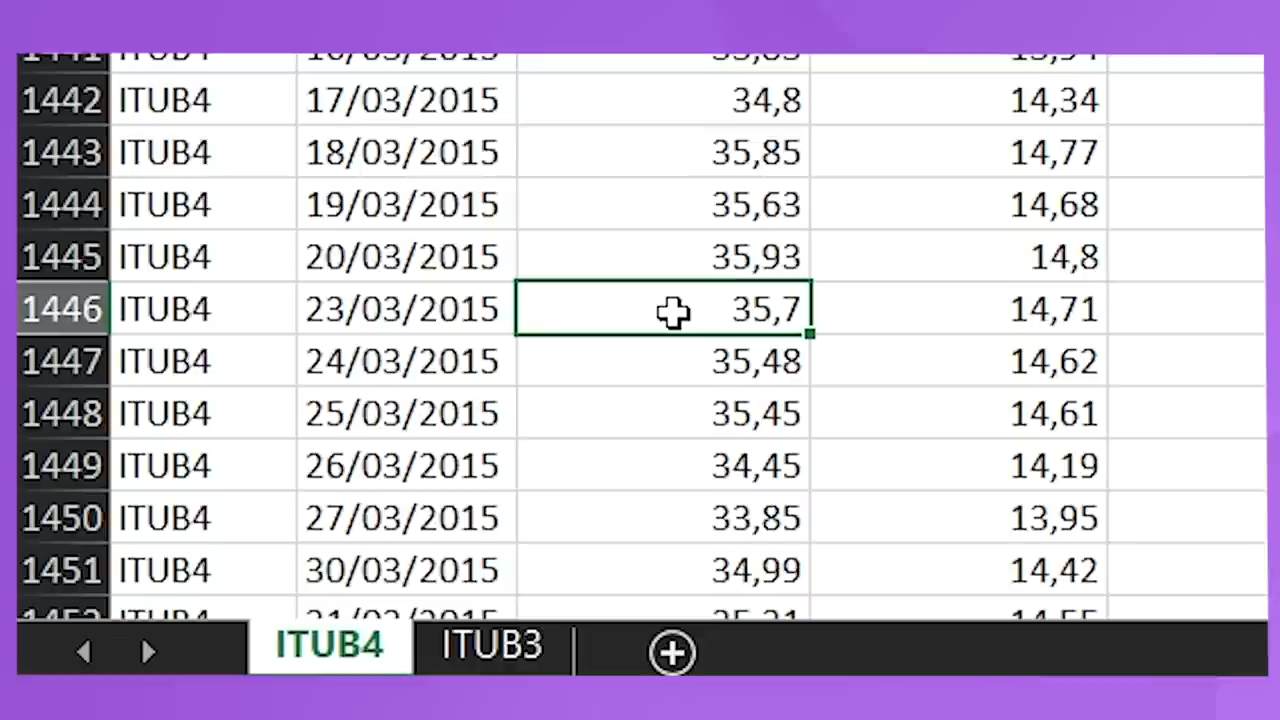 1442 ITUB4 17/03/2015 34,8 14,34
1443 ITUB4 18/03/2015 35,85 14,77
1444 ITUB4 19/03/2015 35,63 14,68
1445 ITUB4 20/03/2015 35,93 14,8
1446 ITUB4 23/03/2015 35,7 14,71
1447 ITUB4 24/03/2015 35,48 14,62
1448 ITUB4 25/03/2015 35,45 14,61
1449 ITUB4 26/03/2015 34,45 14,19
1450 ITUB4 27/03/2015 33,85 13,95
1451 ITUB4 30/03/2015 34,99 14,42
ITUB4 ITUB3